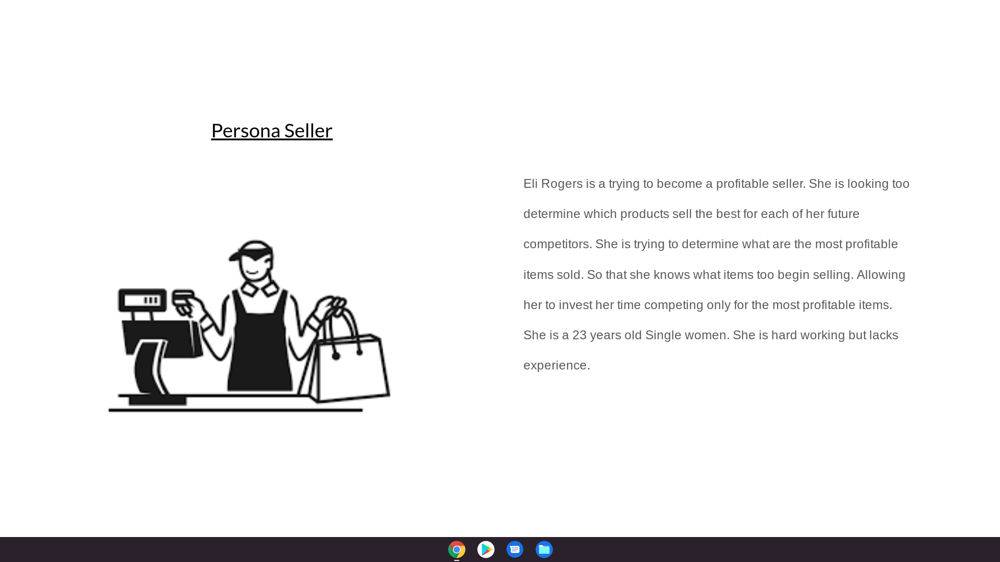 Persona Seller
Eli Rogers is a trying to become a profitable seller. She is looking too
determine which products sell the best for each of her future
competitors. She is trying to determine what are the most profitable
items sold. So that she knows what items too begin selling. Allowing
her to invest her time competing only for the most profitable items.
She is a 23 years old Single women. She is hard working but lacks
experience.